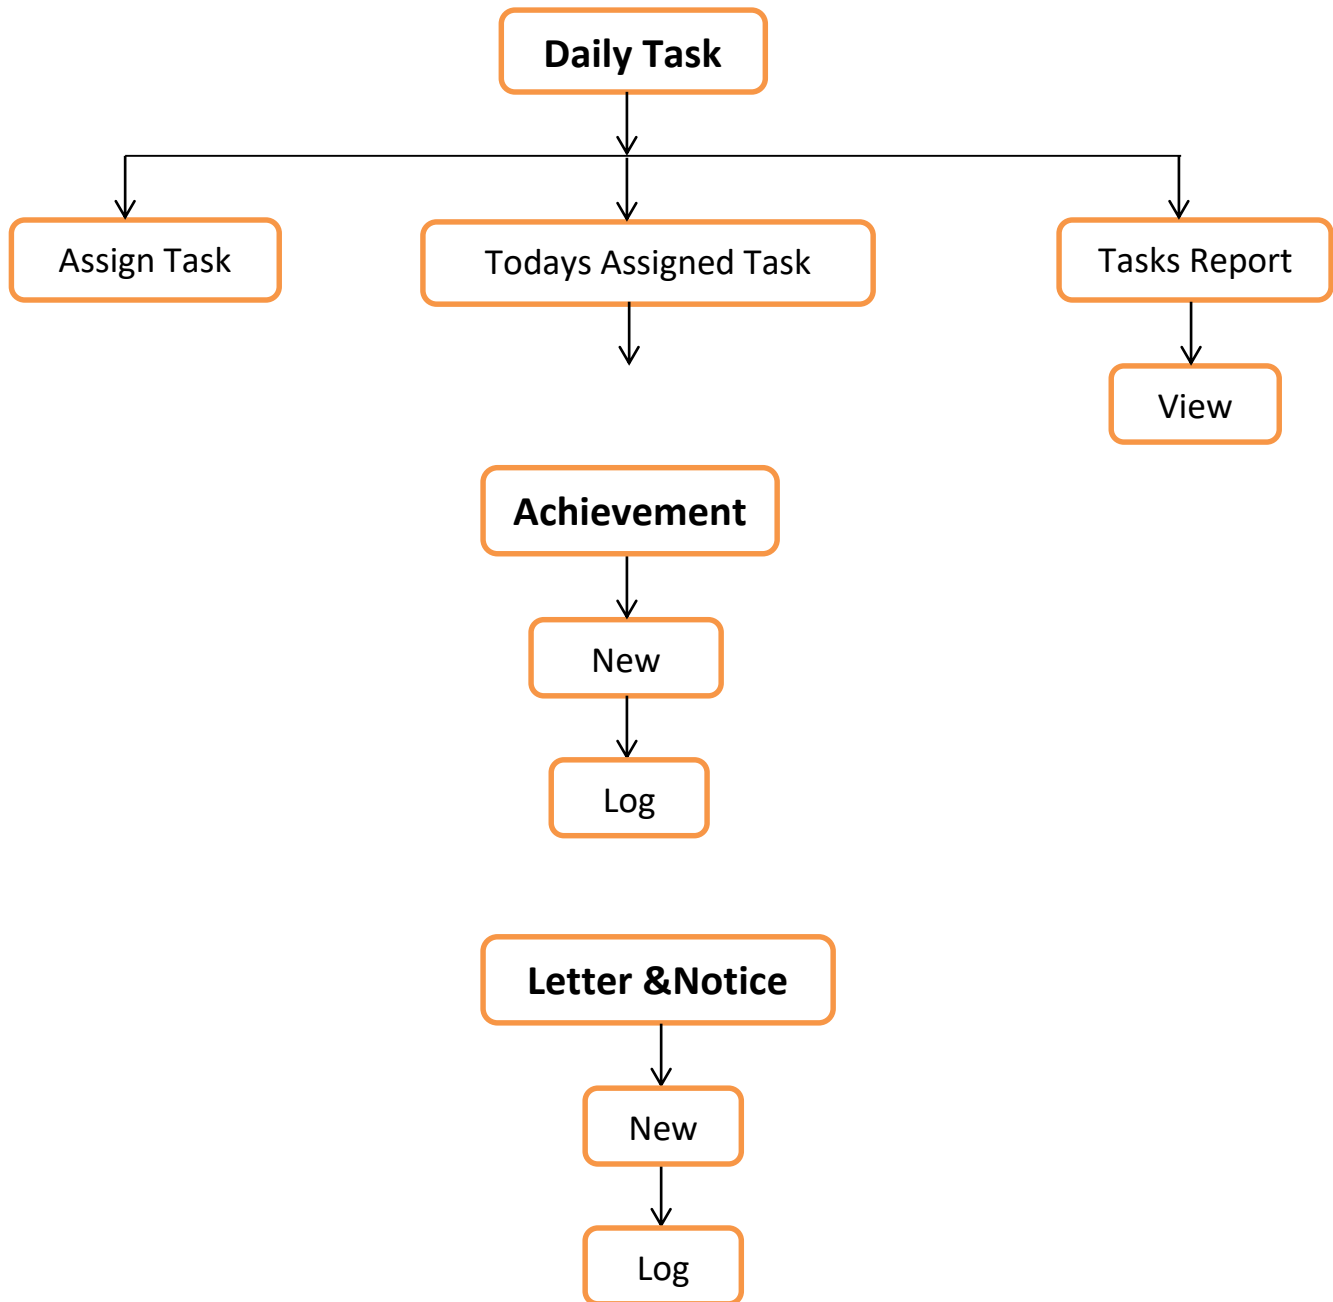 Daily Task
Assign Task
Todays Assigned Task
Tasks Report
View
Achievement
New
Log
Letter &Notice
New
Log